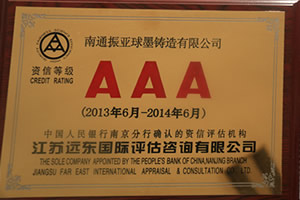 南通振亚球墨铸造有限公司
资信等级
CREDIT RATING
AAA
(2013年6月-2014年6月)
中国人民银行南京分行确认的资信评估机构
江苏远东国际评估咨询有限公司
THE SOLE COMPANY APPOINTED BY THE PEOPLE'S BANK OF CHINA,NANJING BRANCH
JIANGSU FAR EAST INTERNATIONAL APPRAISAL & CONSULTATION CO.,LTD.